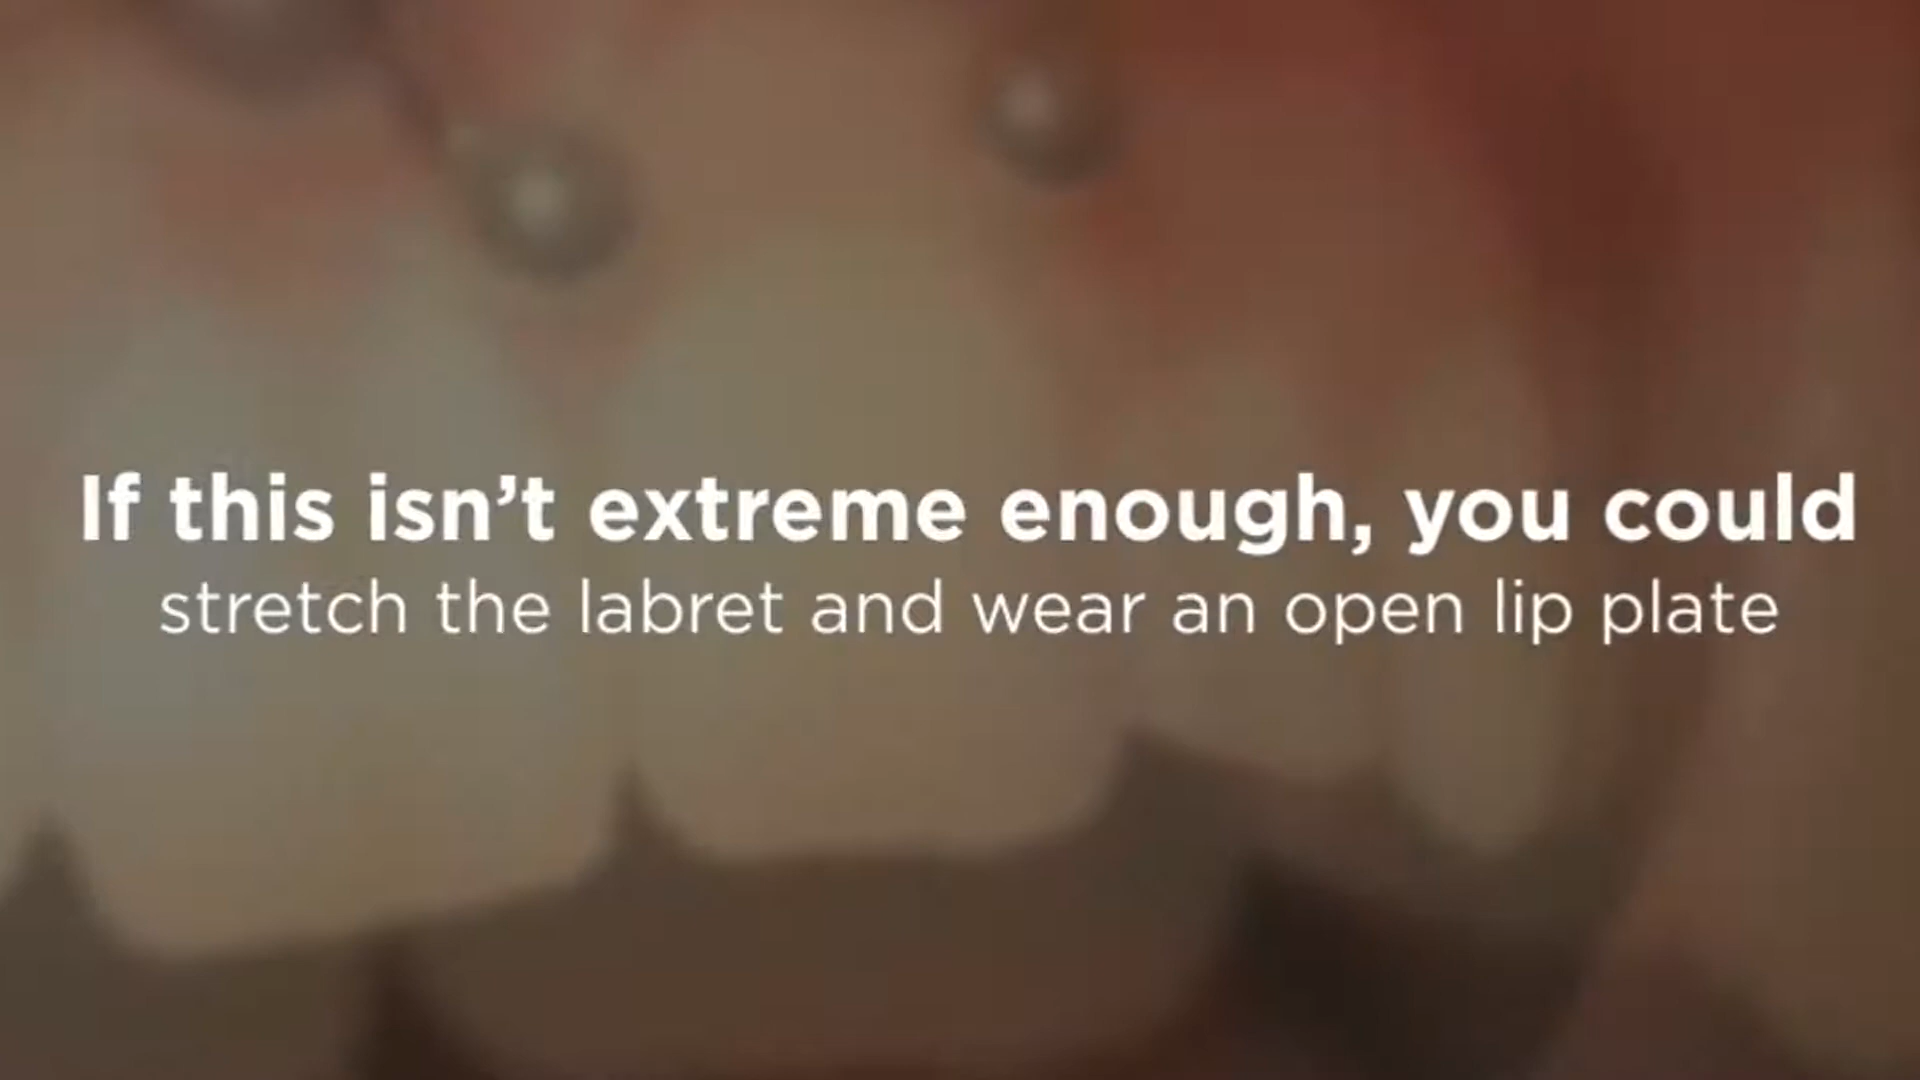 If this isn’t extreme enough, you could
stretch the labret and wear an open lip plate